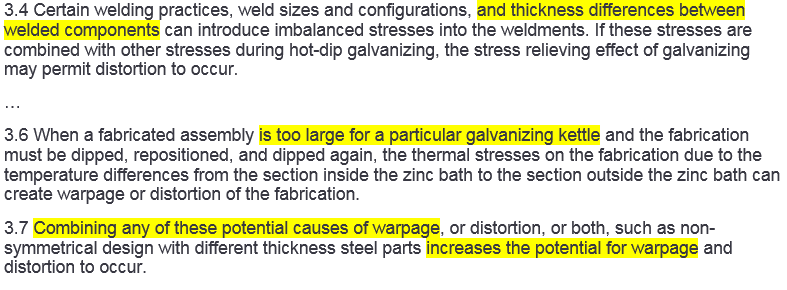 3.4 Certain welding practices, weld sizes and configurations, and thickness differences between
welded components can introduce imbalanced stresses into the weldments. If these stresses are
combined with other stresses during hot-dip galvanizing, the stress relieving effect of galvanizing
may permit distortion to occur.
…
3.6 When a fabricated assembly is too large for a particular galvanizing kettle and the fabrication
must be dipped, repositioned, and dipped again, the thermal stresses on the fabrication due to the
temperature differences from the section inside the zinc bath to the section outside the zinc bath can
create warpage or distortion of the fabrication.
3.7 Combining any of these potential causes of warpage, or distortion, or both, such as non-
symmetrical design with different thickness steel parts increases the potential for warpage and
distortion to occur.